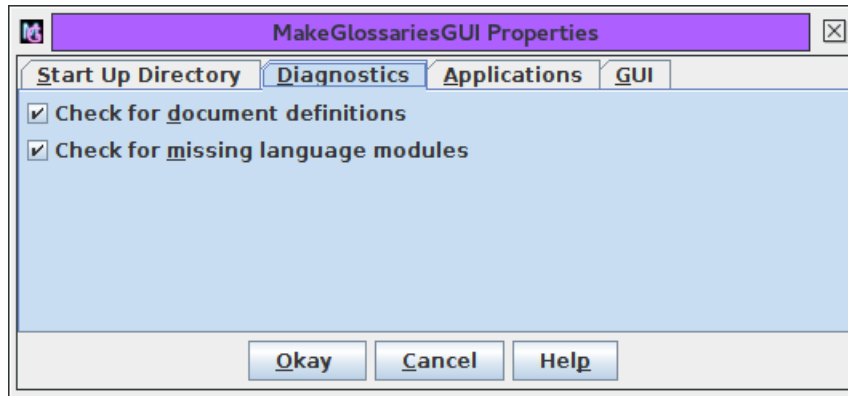 MakeGlossariesGUI Properties
Start Up Directory Diagnostics Applications GUI
Check for document definitions
Check for missing language modules
Okay Cancel Help